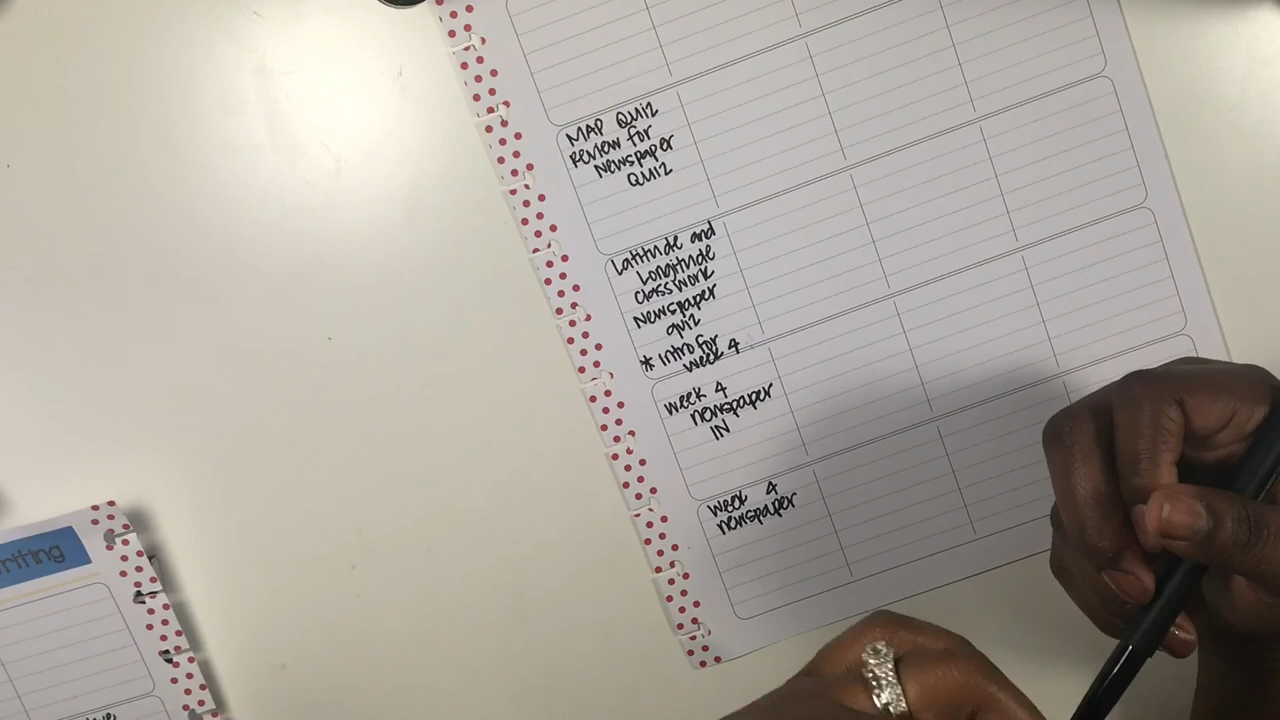 MAP QUIZ
REVIEW for
Newspaper
QUIZ
Latitude and
Longitude
classwork
Newspaper
quiz
* Intro for
week 4
week 4
newspaper
IN
week 4
newspaper